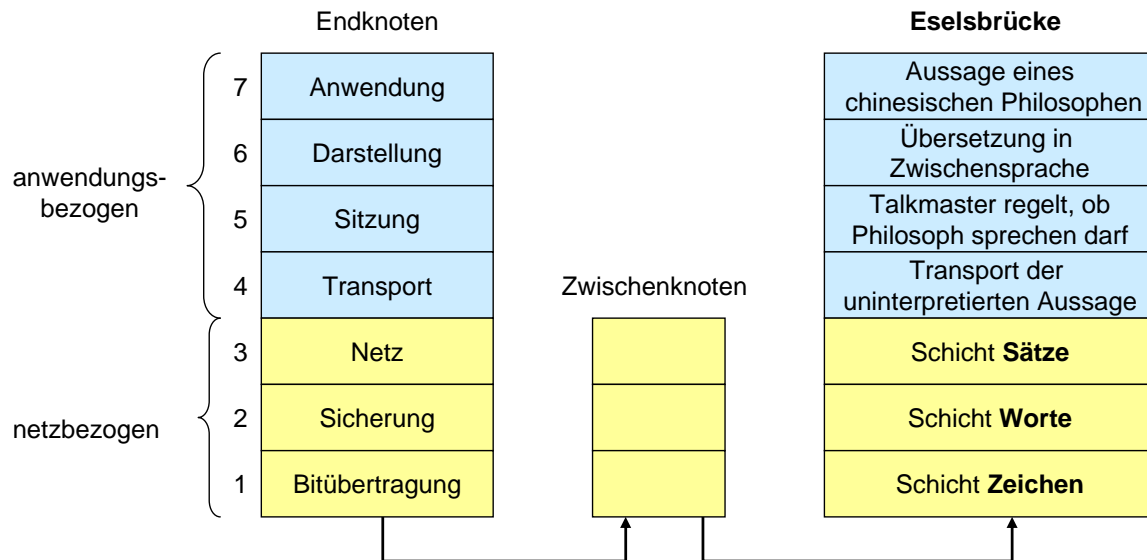 Endknoten
Eselsbrücke
7
Anwendung
Aussage eines
chinesischen Philosophen
6
Darstellung
Übersetzung in
Zwischensprache
anwendungs-
bezogen
5
Sitzung
Talkmaster regelt, ob
Philosoph sprechen darf
4
Transport
Zwischenknoten
Transport der
uninterpretierten Aussage
3
Netz
Schicht Sätze
netzbezogen
2
Sicherung
Schicht Worte
1
Bitübertragung
Schicht Zeichen